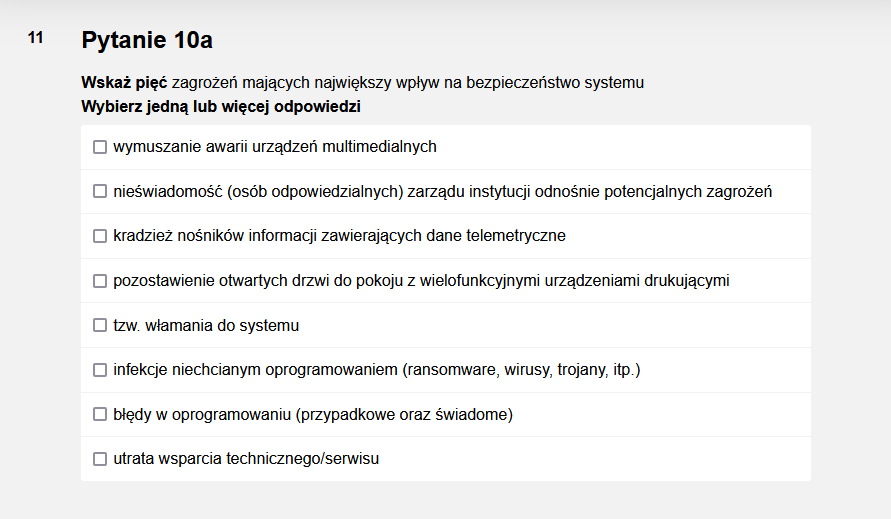 11
Pytanie 10a
Wskaż pięć zagrożeń mających największy wpływ na bezpieczeństwo systemu
Wybierz jedną lub więcej odpowiedzi
wymuszanie awarii urządzeń multimedialnych
nieświadomość (osób odpowiedzialnych) zarządu instytucji odnośnie potencjalnych zagrożeń
kradzież nośników informacji zawierających dane telemetryczne
pozostawienie otwartych drzwi do pokoju z wielofunkcyjnymi urządzeniami drukującymi
tzw. włamania do systemu
infekcje niechcianym oprogramowaniem (ransomware, wirusy, trojany, itp.)
błędy w oprogramowaniu (przypadkowe oraz świadome)
utrata wsparcia technicznego/serwisu